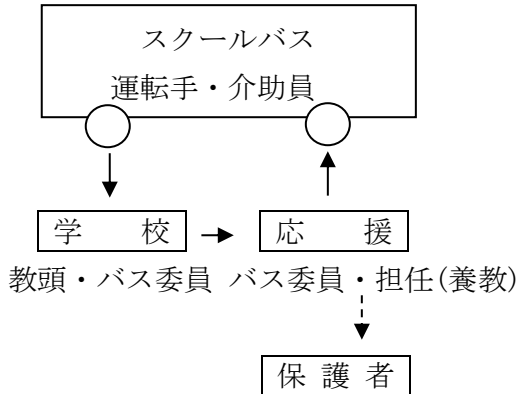 スクールバス
運転手・介助員
学　校
応　援
教頭・バス委員
バス委員・担任(養教)
保護者